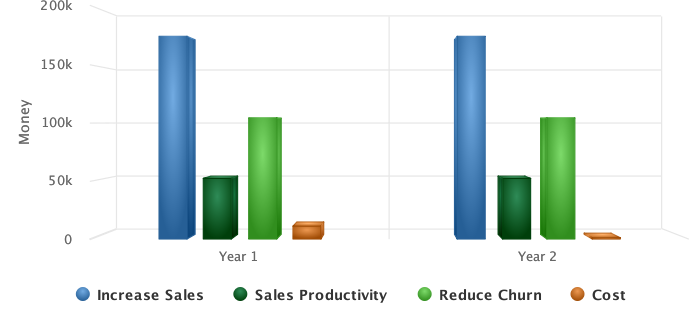 200k
150k
100k
50k
0
Money
Year 1 Year 2
Increase Sales Sales Productivity Reduce Churn Cost